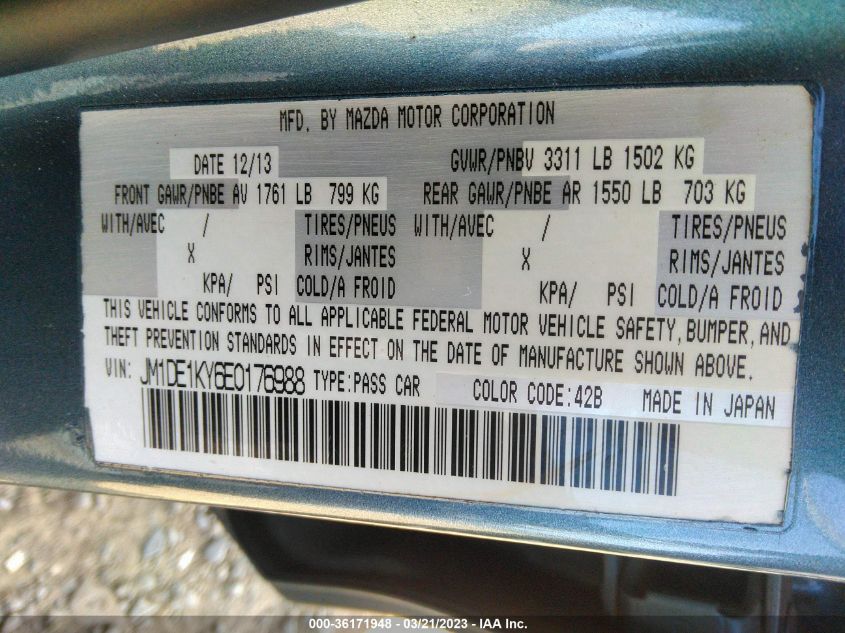 MFD. BY MAZDA MOTOR CORPORATION
DATE 12/13 GVWR/PNBV 3311 LB 1502 KG
FRONT GAWR/PNBE AV 1761 LB 799 KG REAR GAWR/PNBE AR 1550 LB 703 KG
WITH/AVEC / TIRES/PNEUS WITH/AVEC / TIRES/PNEUS
X RIMS/JANTES X RIMS/JANTES
KPA/ PSI COLD/A FROID KPA/ PSI COLD/A FROID
THIS VEHICLE CONFORMS TO ALL APPLICABLE FEDERAL MOTOR VEHICLE SAFETY, BUMPER, AND
THEFT PREVENTION STANDARDS IN EFFECT ON THE DATE OF MANUFACTURE SHOWN ABOVE.
VIN: JM1DE1KY6E0176988 TYPE:PASS CAR COLOR CODE:42B MADE IN JAPAN
000-36171948 - 03/21/2023 - IAA Inc.